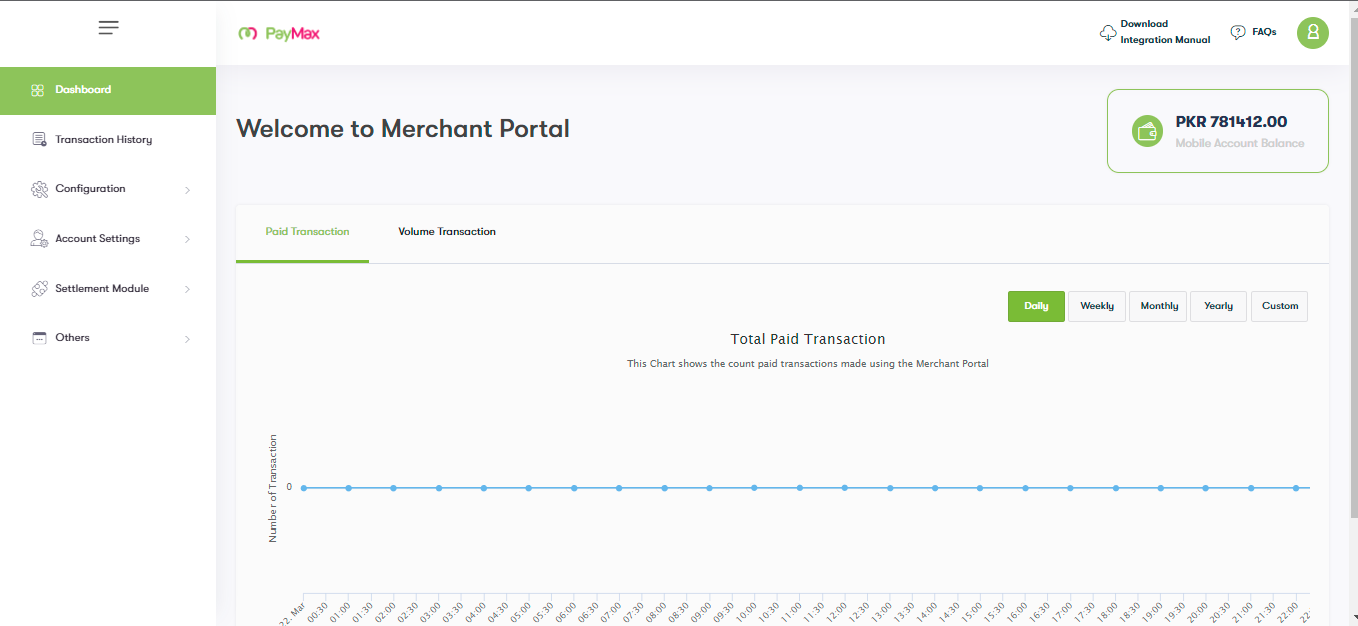 PayMax
Download
Integration Manual
FAQs
Dashboard
Transaction History
Configuration
Account Settings
Settlement Module
Others
Welcome to Merchant Portal
PKR 781412.00
Mobile Account Balance
Paid Transaction
Volume Transaction
Daily
Weekly
Monthly
Yearly
Custom
Total Paid Transaction
This Chart shows the count paid transactions made using the Merchant Portal
Number of Transaction
0
22. Mar
00:30
01:00
01:30
02:00
02:30
03:00
03:30
04:00
04:30
05:00
05:30
06:00
06:30
07:00
07:30
08:00
08:30
09:00
09:30
10:00
10:30
11:00
11:30
12:00
12:30
13:00
13:30
14:00
14:30
15:00
15:30
16:00
16:30
17:00
17:30
18:00
18:30
19:00
19:30
20:00
20:30
21:00
21:30
22:00